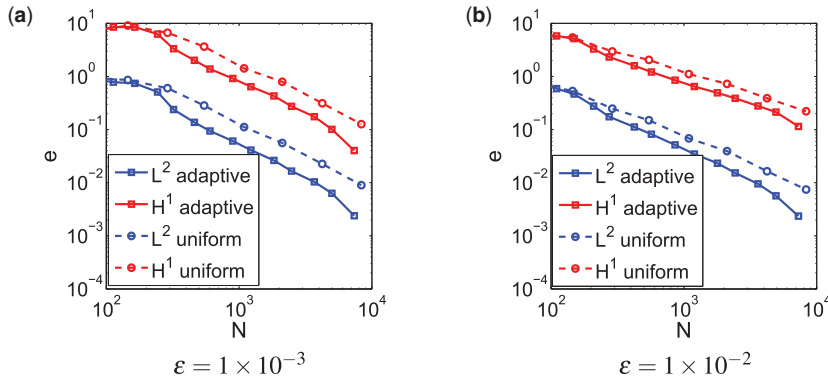 (a)
10^1
10^0
10^{-1}
10^{-2}
10^{-3}
10^{-4}
e
L^2 adaptive
H^1 adaptive
L^2 uniform
H^1 uniform
10^2
10^3
10^4
N
ε = 1 × 10^{-3}
(b)
10^1
10^0
10^{-1}
10^{-2}
10^{-3}
10^{-4}
e
L^2 adaptive
H^1 adaptive
L^2 uniform
H^1 uniform
10^2
10^3
10^4
N
ε = 1 × 10^{-2}